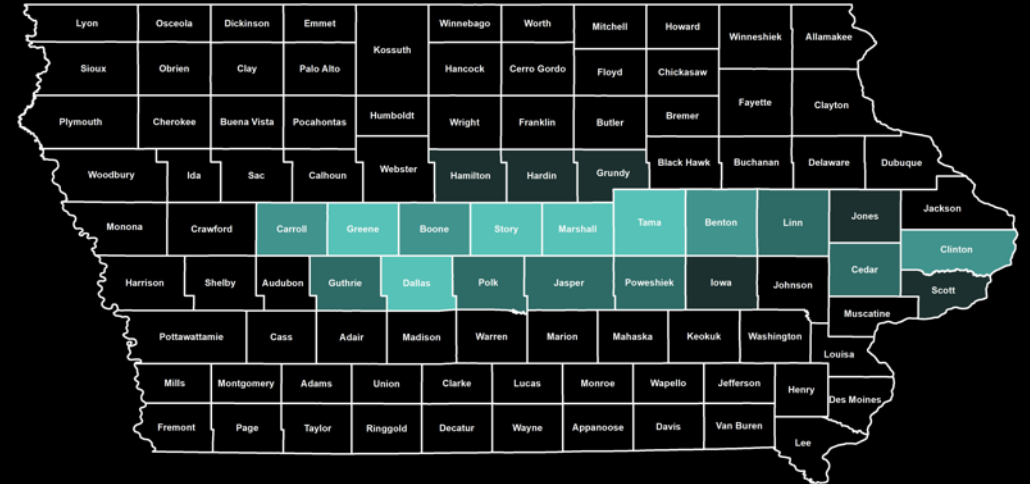 Lyon
Osceola
Dickinson
Emmet
Kossuth
Winnebago
Worth
Mitchell
Howard
Winneshiek
Allamakee
Sioux
Obrien
Clay
Palo Alto
Hancock
Cerro Gordo
Floyd
Chickasaw
Fayette
Clayton
Plymouth
Cherokee
Buena Vista
Pocahontas
Humboldt
Wright
Franklin
Butler
Bremer
Woodbury
Ida
Sac
Calhoun
Webster
Hamilton
Hardin
Grundy
Black Hawk
Buchanan
Delaware
Dubuque
Monona
Crawford
Carroll
Greene
Boone
Story
Marshall
Tama
Benton
Linn
Jones
Jackson
Clinton
Harrison
Shelby
Audubon
Guthrie
Dallas
Polk
Jasper
Poweshiek
Iowa
Johnson
Cedar
Scott
Muscatine
Pottawattamie
Cass
Adair
Madison
Warren
Marion
Mahaska
Keokuk
Washington
Louisa
Mills
Montgomery
Adams
Union
Clarke
Lucas
Monroe
Wapello
Jefferson
Henry
Des Moines
Fremont
Page
Taylor
Ringgold
Decatur
Wayne
Appanoose
Davis
Van Buren
Lee